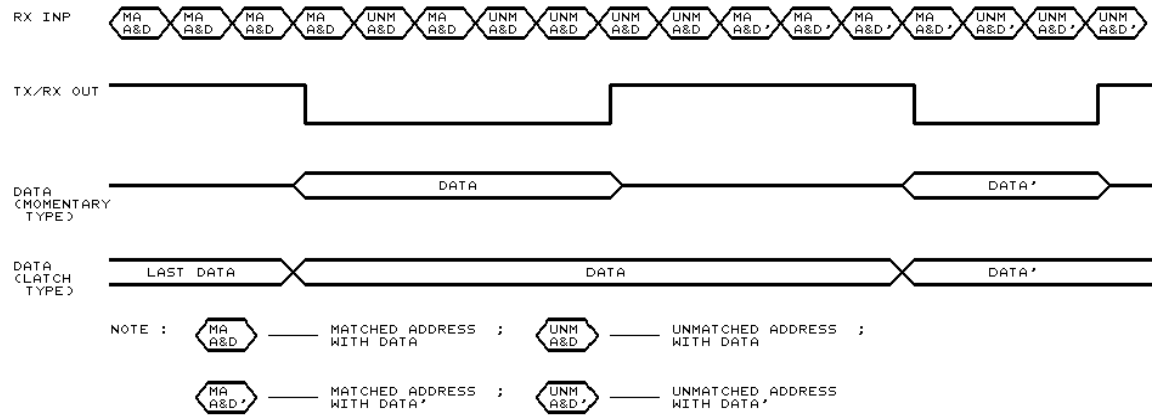 RX INP
MA MA MA MA UNM MA UNM UNM UNM UNM MA MA MA MA UNM UNM UNM
A&D A&D A&D A&D A&D A&D A&D A&D A&D A&D A&D' A&D' A&D' A&D' A&D' A&D' A&D'
TX/RX OUT
DATA
(MOMENTARY
TYPE)
DATA
DATA'
DATA
(LATCH
TYPE)
LAST DATA
DATA
DATA'
NOTE :
MA
A&D
MATCHED ADDRESS ;
WITH DATA
UNM
A&D
UNMATCHED ADDRESS ;
WITH DATA
MA
A&D'
MATCHED ADDRESS ;
WITH DATA'
UNM
A&D'
UNMATCHED ADDRESS
WITH DATA'